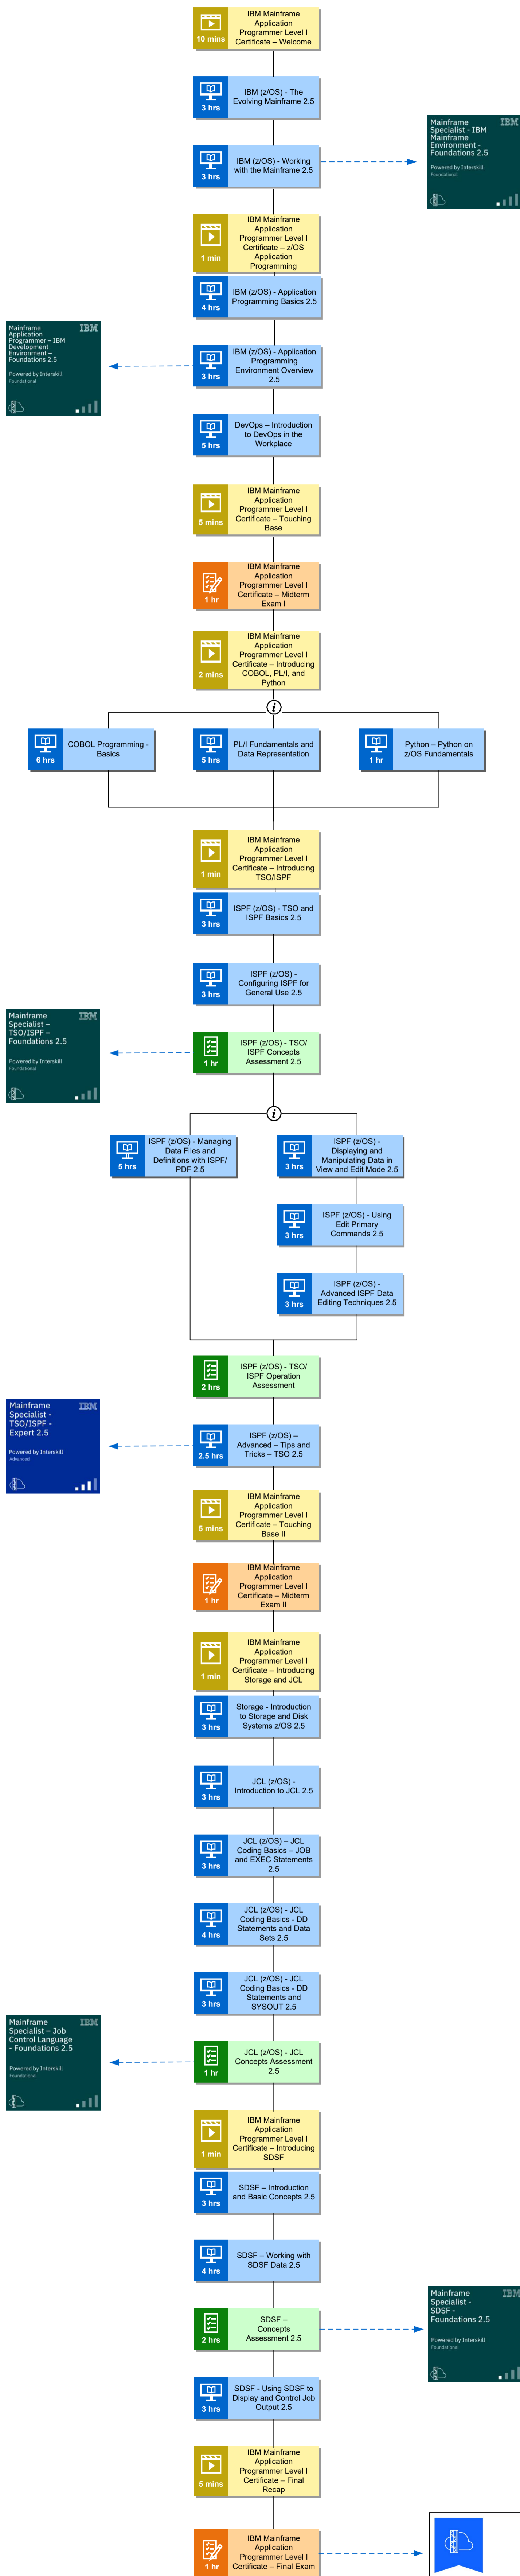 IBM Mainframe
Application
Programmer Level I
Certificate – Welcome
10 mins
IBM (z/OS) - The
Evolving Mainframe 2.5
3 hrs
Mainframe
Specialist - IBM
Mainframe
Environment -
Foundations 2.5
IBM
Powered by Interskill
Foundational
IBM (z/OS) - Working
with the Mainframe 2.5
3 hrs
IBM Mainframe
Application
Programmer Level I
Certificate – z/OS
Application
Programming
1 min
IBM (z/OS) - Application
Programming Basics 2.5
4 hrs
Mainframe
Application
Programmer – IBM
Development
Environment –
Foundations 2.5
IBM
Powered by Interskill
Foundational
IBM (z/OS) - Application
Programming
Environment Overview
2.5
3 hrs
DevOps – Introduction
to DevOps in the
Workplace
5 hrs
IBM Mainframe
Application
Programmer Level I
Certificate – Touching
Base
5 mins
IBM Mainframe
Application
Programmer Level I
Certificate – Midterm
Exam I
1 hr
IBM Mainframe
Application
Programmer Level I
Certificate – Introducing
COBOL, PL/I, and
Python
2 mins
i
COBOL Programming -
Basics
6 hrs
PL/I Fundamentals and
Data Representation
5 hrs
Python – Python on
z/OS Fundamentals
1 hr
IBM Mainframe
Application
Programmer Level I
Certificate – Introducing
TSO/ISPF
1 min
ISPF (z/OS) - TSO and
ISPF Basics 2.5
3 hrs
ISPF (z/OS) -
Configuring ISPF for
General Use 2.5
3 hrs
Mainframe
Specialist –
TSO/ISPF –
Foundations 2.5
IBM
Powered by Interskill
Foundational
ISPF (z/OS) - TSO/
ISPF Concepts
Assessment 2.5
1 hr
i
ISPF (z/OS) - Managing
Data Files and
Definitions with ISPF/
PDF 2.5
5 hrs
ISPF (z/OS) -
Displaying and
Manipulating Data in
View and Edit Mode 2.5
3 hrs
ISPF (z/OS) - Using
Edit Primary
Commands 2.5
3 hrs
ISPF (z/OS) -
Advanced ISPF Data
Editing Techniques 2.5
3 hrs
ISPF (z/OS) - TSO/
ISPF Operation
Assessment
2 hrs
Mainframe
Specialist -
TSO/ISPF -
Expert 2.5
IBM
Powered by Interskill
Advanced
ISPF (z/OS) –
Advanced – Tips and
Tricks – TSO 2.5
2.5 hrs
IBM Mainframe
Application
Programmer Level I
Certificate – Touching
Base II
5 mins
IBM Mainframe
Application
Programmer Level I
Certificate – Midterm
Exam II
1 hr
IBM Mainframe
Application
Programmer Level I
Certificate – Introducing
Storage and JCL
1 min
Storage - Introduction
to Storage and Disk
Systems z/OS 2.5
3 hrs
JCL (z/OS) -
Introduction to JCL 2.5
3 hrs
JCL (z/OS) – JCL
Coding Basics – JOB
and EXEC Statements
2.5
3 hrs
JCL (z/OS) - JCL
Coding Basics - DD
Statements and Data
Sets 2.5
4 hrs
JCL (z/OS) - JCL
Coding Basics - DD
Statements and
SYSOUT 2.5
3 hrs
Mainframe
Specialist – Job
Control Language
- Foundations 2.5
IBM
Powered by Interskill
Foundational
JCL (z/OS) - JCL
Concepts Assessment
2.5
1 hr
IBM Mainframe
Application
Programmer Level I
Certificate – Introducing
SDSF
1 min
SDSF – Introduction
and Basic Concepts 2.5
3 hrs
SDSF – Working with
SDSF Data 2.5
4 hrs
Mainframe
Specialist -
SDSF -
Foundations 2.5
IBM
Powered by Interskill
Foundational
SDSF –
Concepts
Assessment 2.5
2 hrs
SDSF - Using SDSF to
Display and Control Job
Output 2.5
3 hrs
IBM Mainframe
Application
Programmer Level I
Certificate – Final
Recap
5 mins
IBM Mainframe
Application
Programmer Level I
Certificate – Final Exam
1 hr